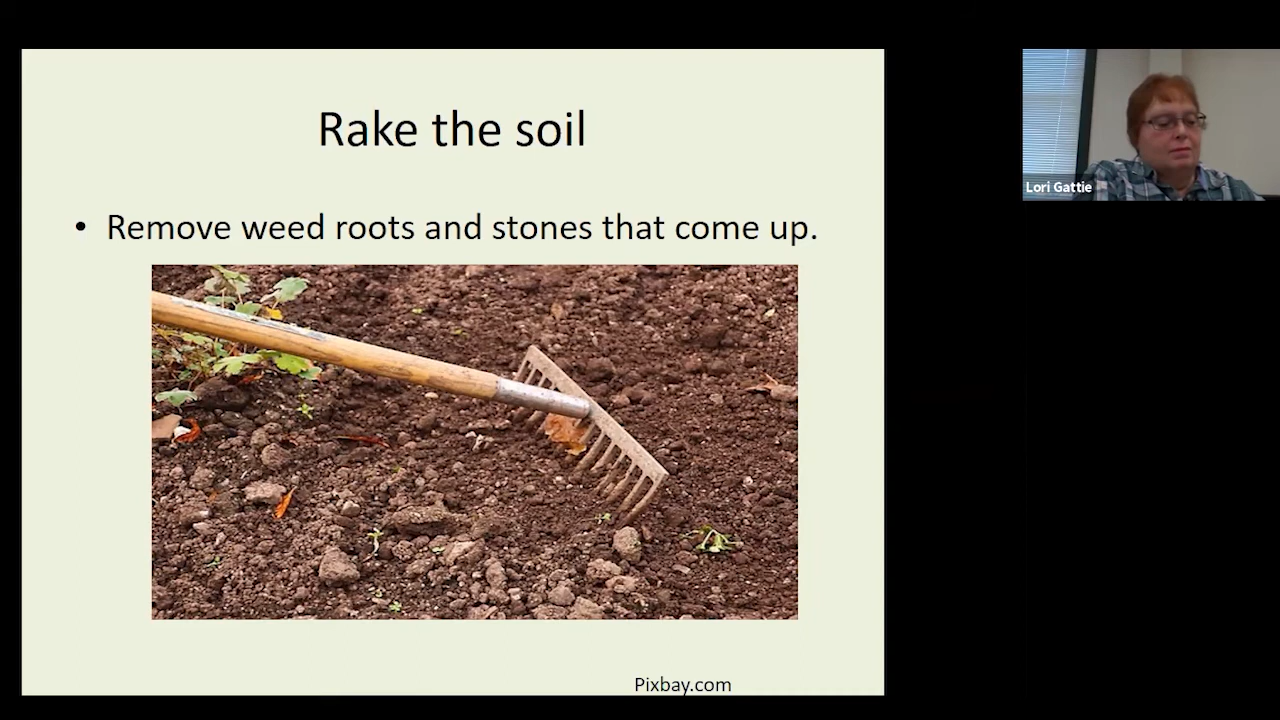 Rake the soil
• Remove weed roots and stones that come up.
Pixbay.com
Lori Gattie